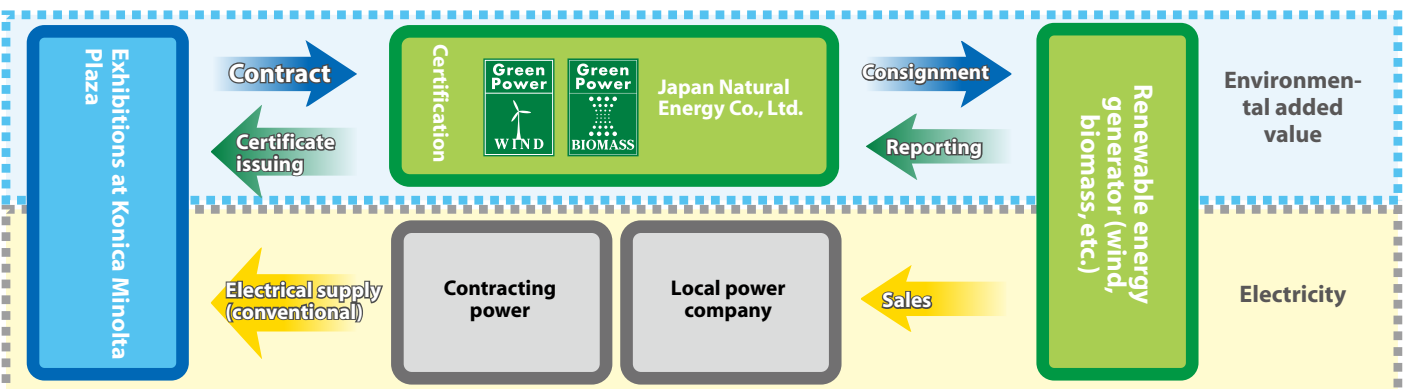 Exhibitions at Konica Minolta
Plaza
Contract
Certificate
issuing
Certification
Green
Power
WIND
Green
Power
BIOMASS
Japan Natural
Energy Co., Ltd.
Consignment
Reporting
Renewable energy
generator (wind,
biomass, etc.)
Environmen-
tal added
value
Electrical supply
(conventional)
Contracting
power
Local power
company
Sales
Electricity